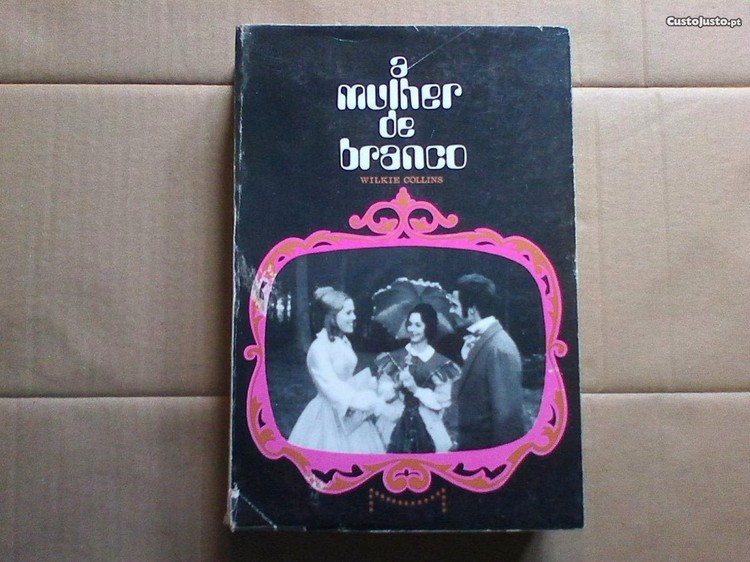 CustoJusto.pt
a
mulher
de
branco
WILKIE COLLINS